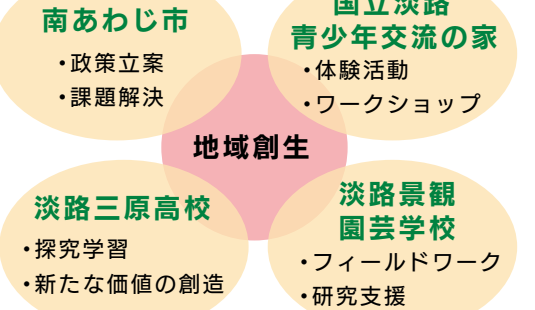 南あわじ市
・政策立案
・課題解決
国立淡路
青少年交流の家
・体験活動
・ワークショップ
地域創生
淡路三原高校
・探究学習
・新たな価値の創造
淡路景観
園芸学校
・フィールドワーク
・研究支援